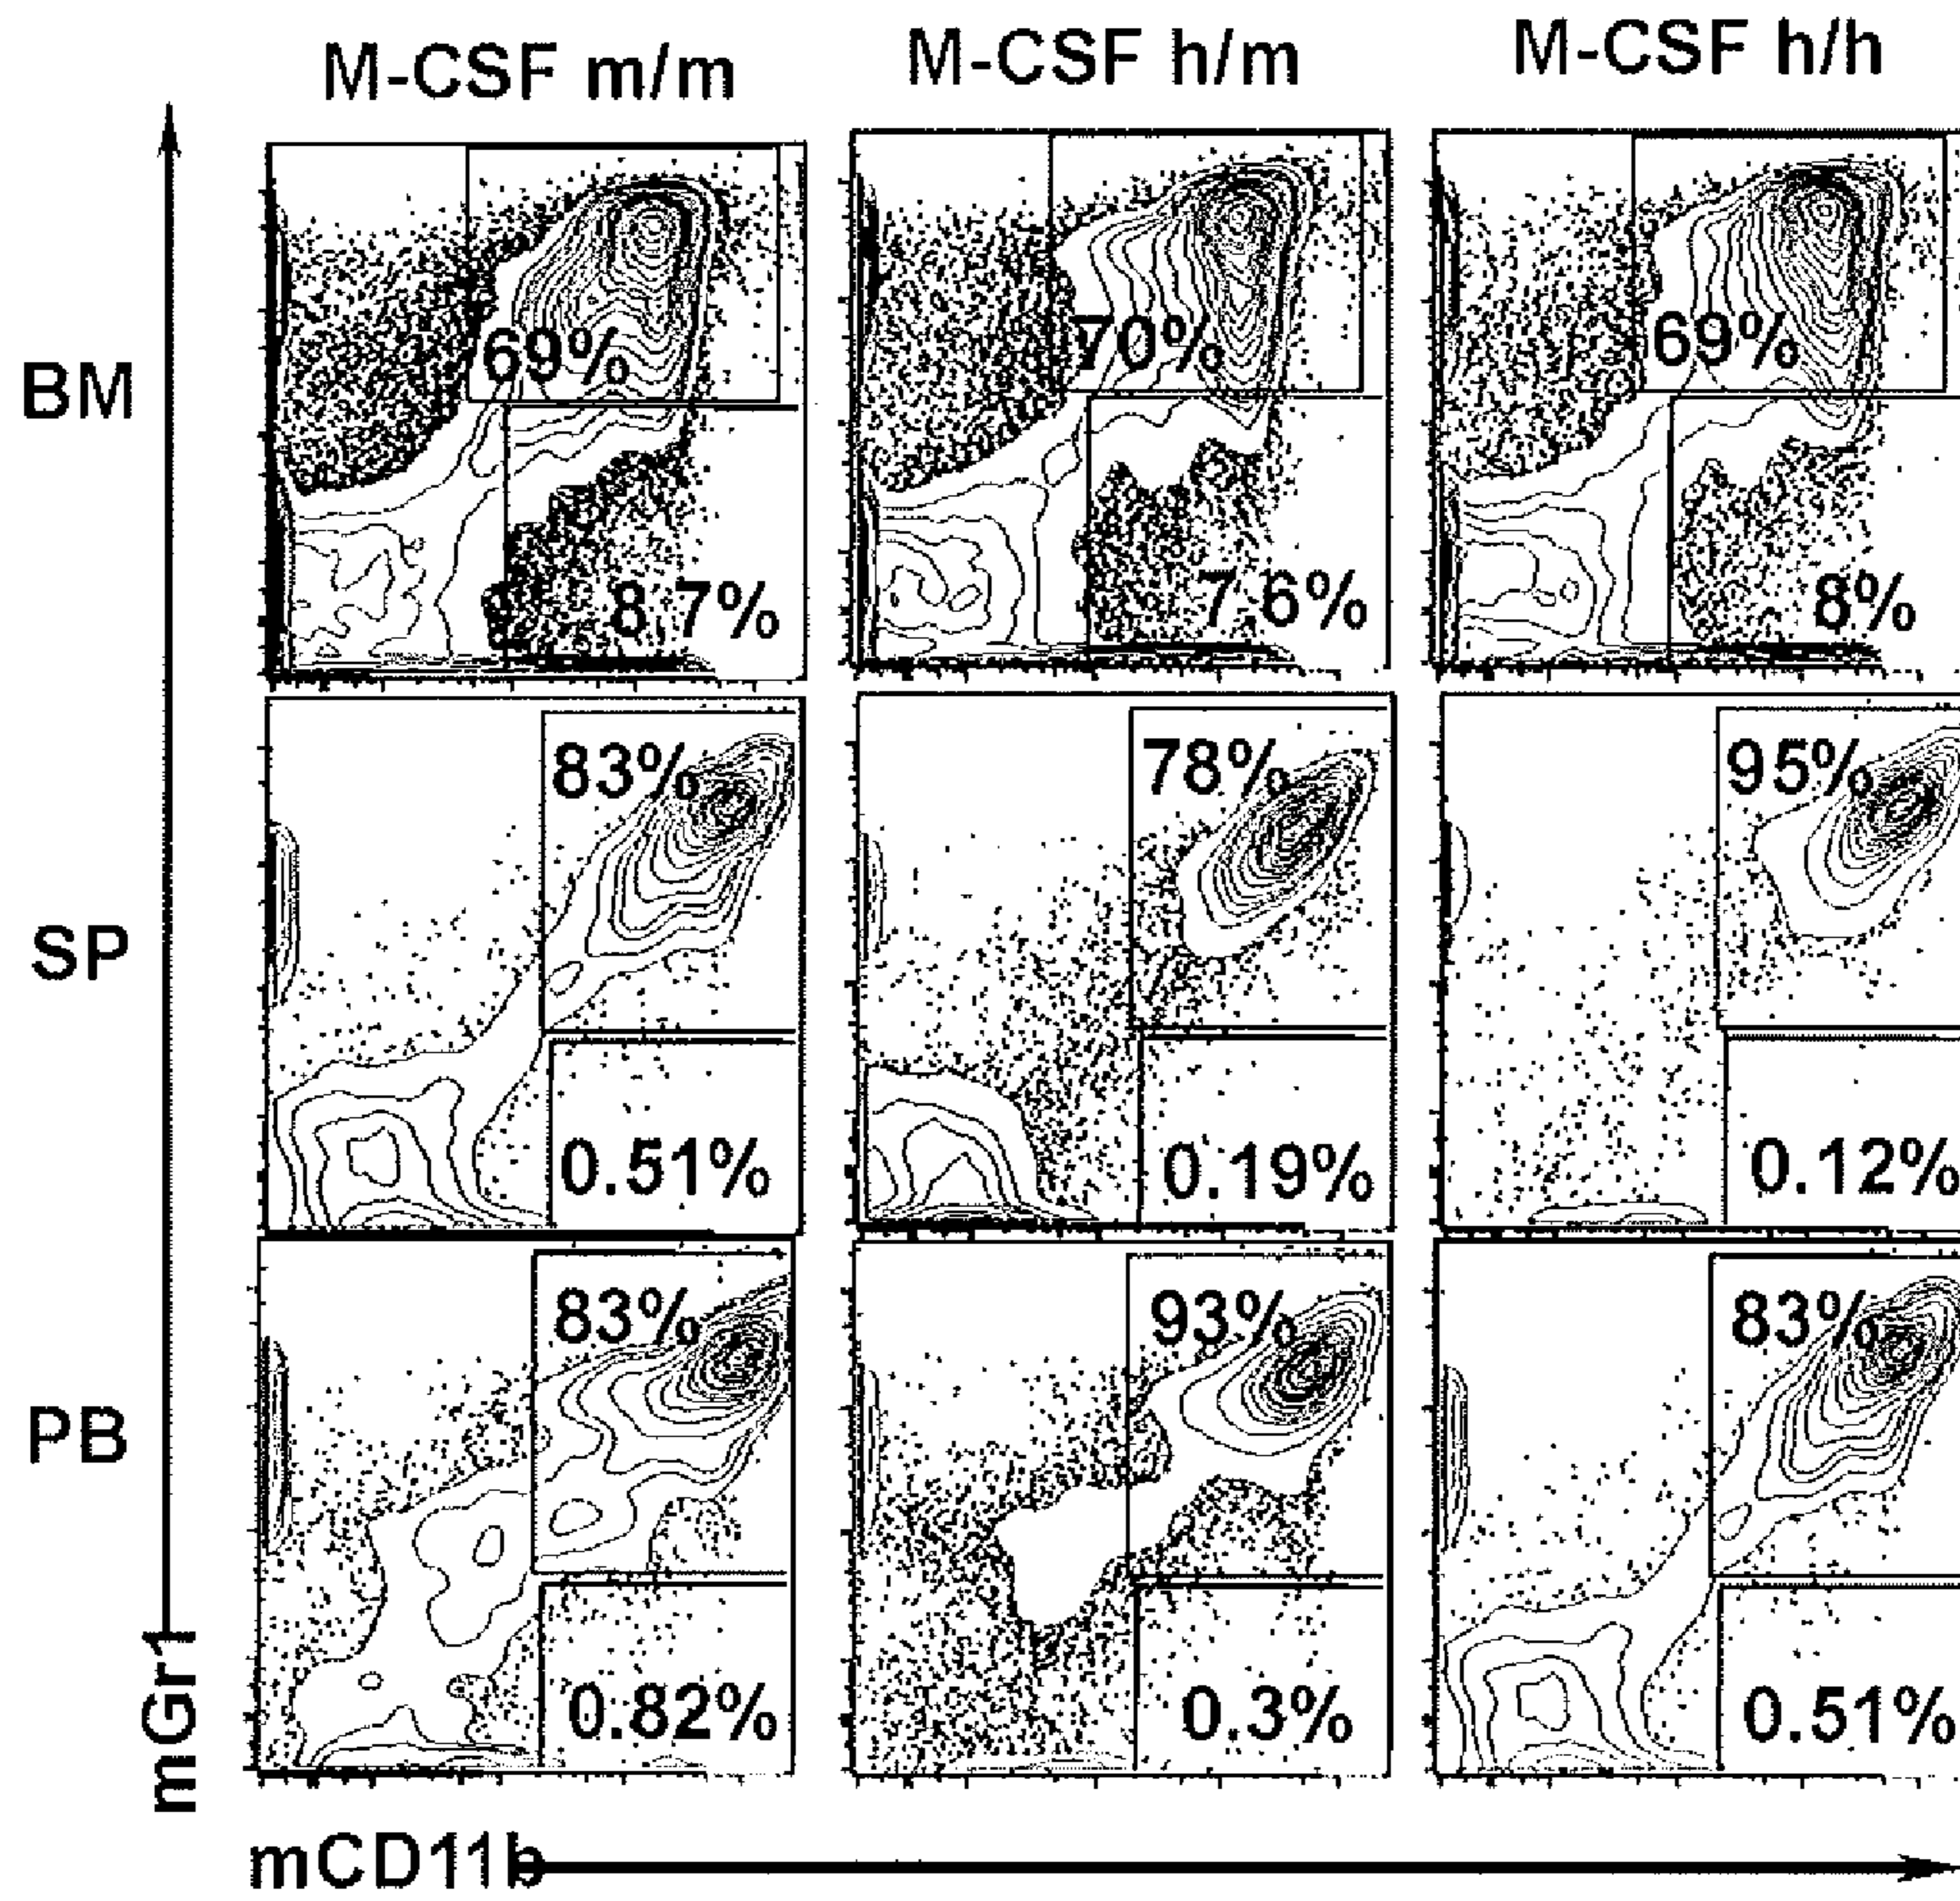 M-CSF m/m M-CSF h/m M-CSF h/h
BM
69% 70% 69%
8 7% 7 6% 8%
SP
83% 78% 95%
0.51% 0.19% 0.12%
PB
83% 93% 83%
0.82% 0.3% 0.51%
mGr1
mCD11b